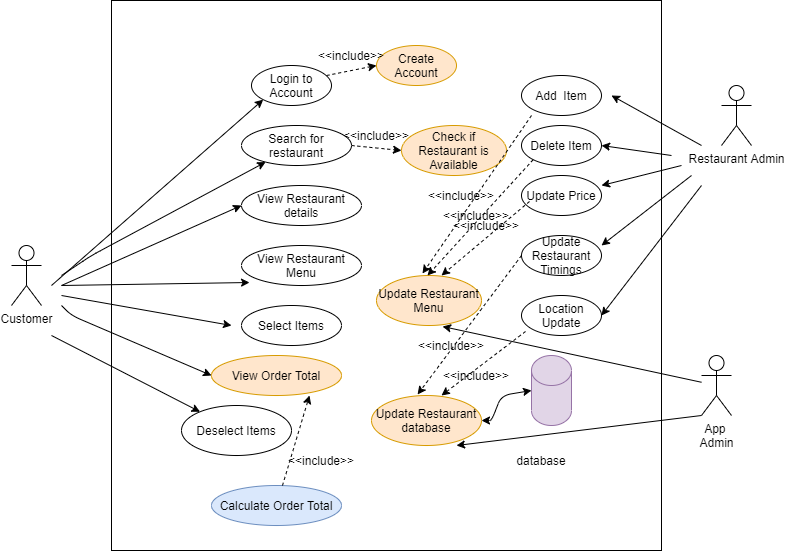 <<include>>
Create
Account
Login to
Account
Add  Item
Search for
restaurant
<<include>>
Check if
Restaurant is
Available
Delete Item
Restaurant Admin
View Restaurant
details
<<include>>
Update Price
<<include>>
<<include>>
View Restaurant
Menu
Update
Restaurant
Timings
Update Restaurant
Menu
Location
Update
Customer
Select Items
<<include>>
View Order Total
<<include>>
Deselect Items
Update Restaurant
database
App
Admin
<<include>>
database
Calculate Order Total